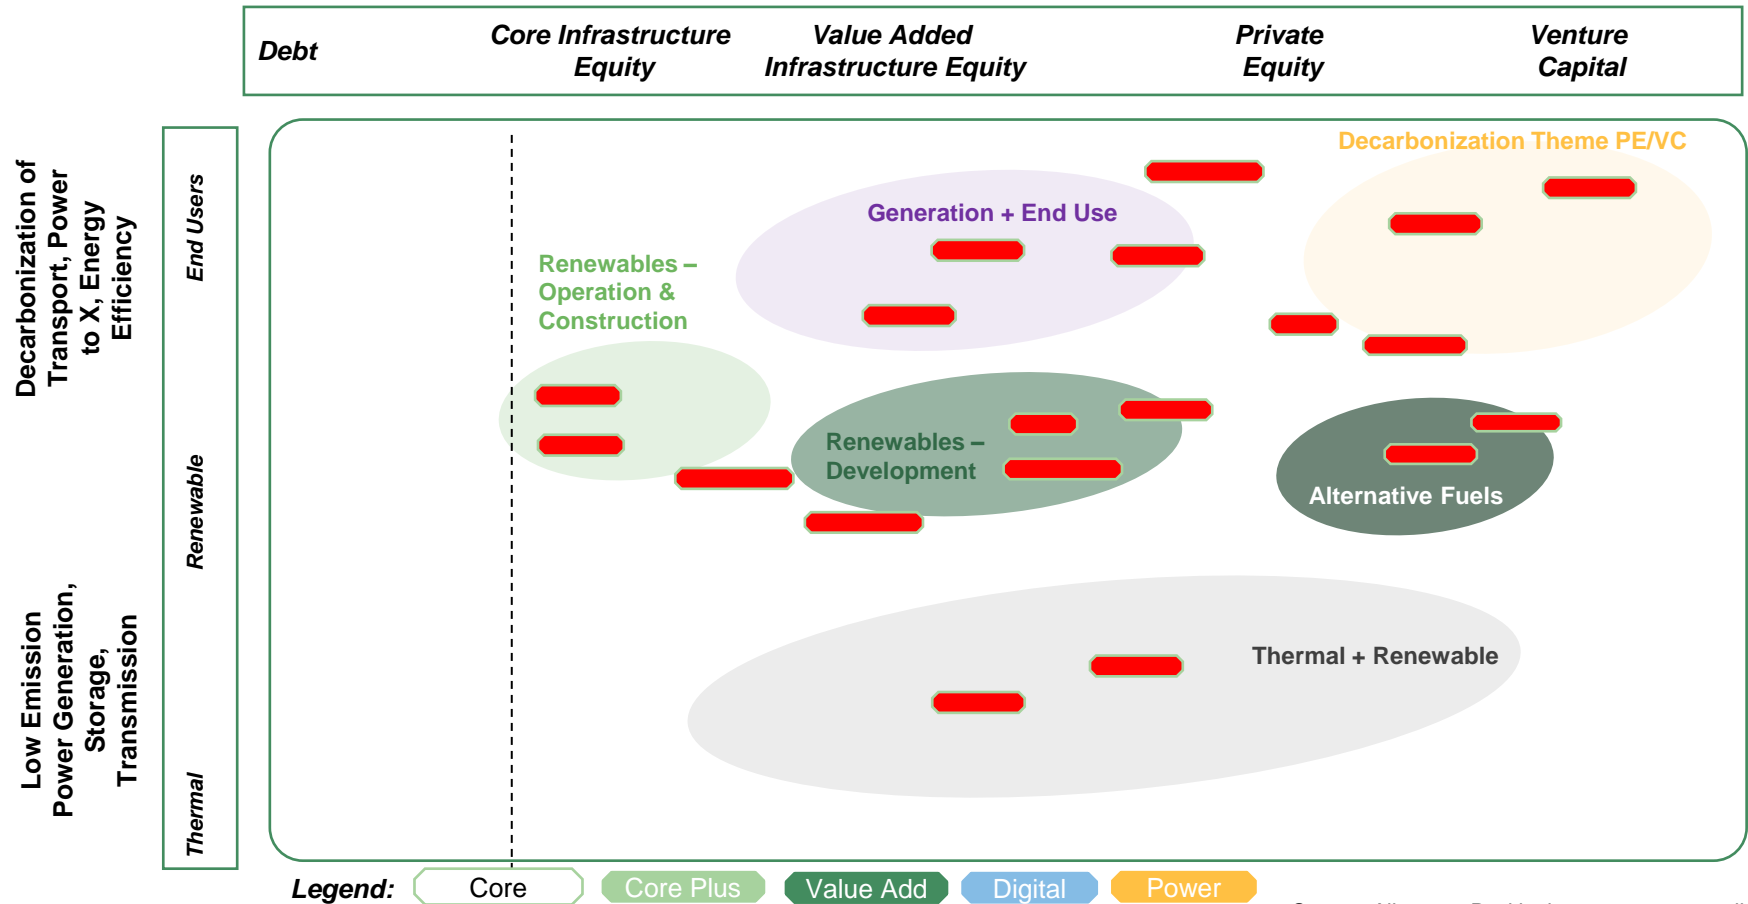 Debt
Core Infrastructure
Equity
Value Added
Infrastructure Equity
Private
Equity
Venture
Capital
Decarbonization of
Transport, Power
to X, Energy
Efficiency
Low Emission
Power Generation,
Storage,
Transmission
End Users
Renewable
Thermal
Decarbonization Theme PE/VC
Generation + End Use
Renewables –
Operation &
Construction
Renewables –
Development
Alternative Fuels
Thermal + Renewable
Legend:
Core
Core Plus
Value Add
Digital
Power